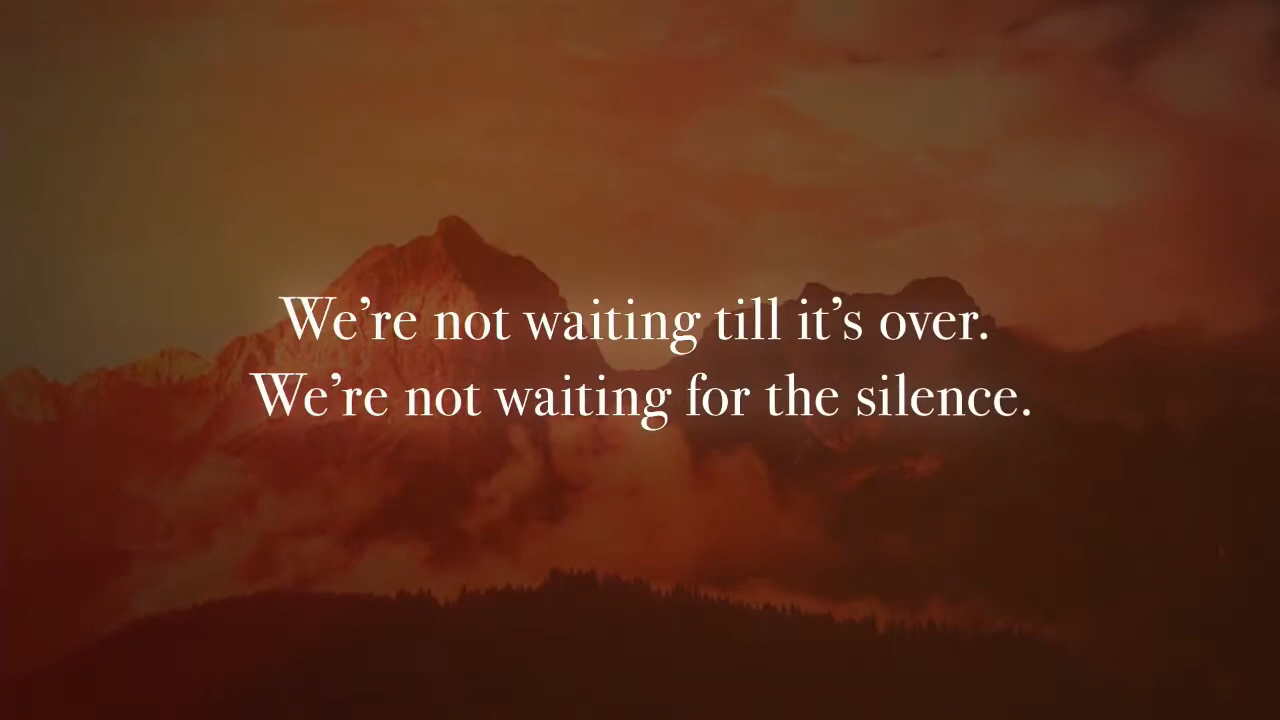 We’re not waiting till it’s over.
We’re not waiting for the silence.